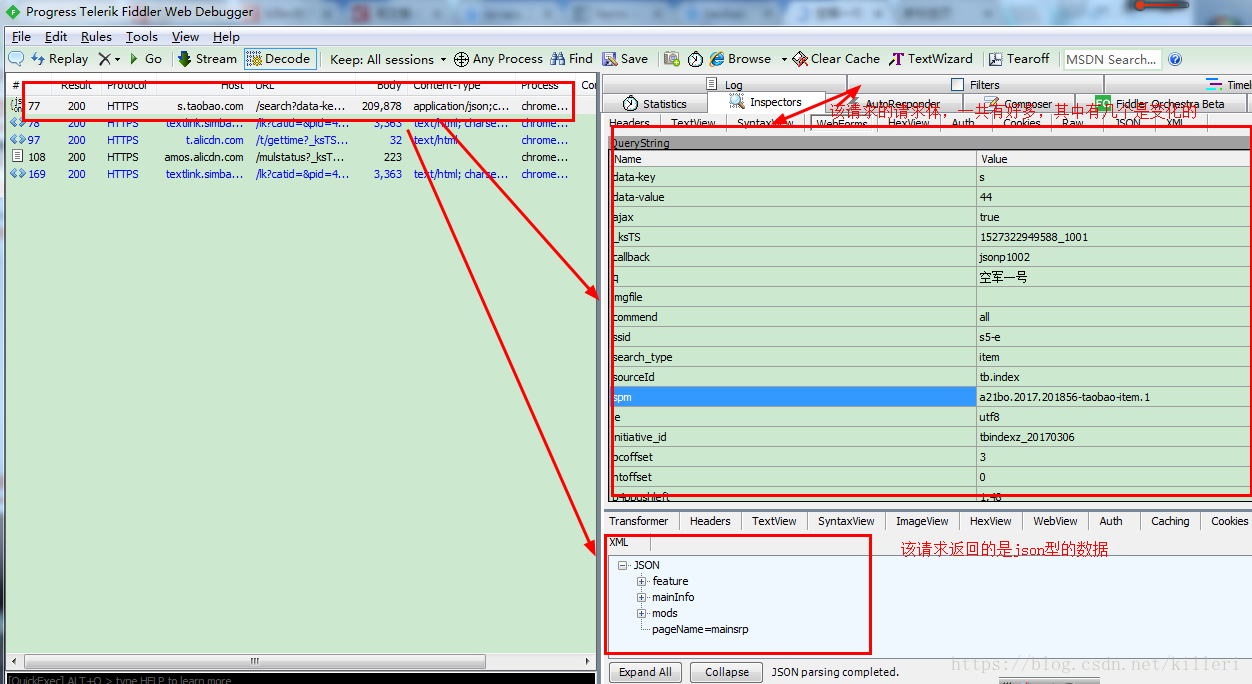 Progress Telerik Fiddler Web Debugger
File Edit Rules Tools View Help
Replay Go Stream Decode Keep: All sessions Any Process Find Save Browse Clear Cache TextWizard Tearoff MSDN Search...
# Result Protocol Host URL Body Content-Type Process
77 200 HTTPS s.taobao.com /search?data-ke... 209,878 application/json;c... chrome...
78 200 HTTPS textlink.simba... /lk?catid=&pid=4... 3,363 text/html; charse... chrome...
97 200 HTTPS t.alicdn.com /t/gettime?_ksTS... 32 text/html chrome...
108 200 HTTPS amos.alicdn.com /mulstatus?_ksT... 223 chrome...
169 200 HTTPS textlink.simba... /lk?catid=&pid=4... 3,363 text/html; charse... chrome...
Log Filters Timel
Statistics Inspectors AutoResponder Composer FO Fiddler Orchestra Beta
该请求的请求体，一共有好多，其中有几个是变化的
Headers TextView SyntaxView WebForms HexView Auth Cookies Raw JSON XML
QueryString
Name Value
data-key s
data-value 44
ajax true
_ksTS 1527322949588_1001
callback jsonp1002
q 空军一号
imgfile
commend all
ssid s5-e
search_type item
sourceId tb.index
spm a21bo.2017.201856-taobao-item.1
ie utf8
initiative_id tbindexz_20170306
bcoffset 3
ntoffset 0
p4ppushleft 1,48
Transformer Headers TextView SyntaxView ImageView HexView WebView Auth Caching Cookies
XML
该请求返回的是json型的数据
JSON
feature
mainInfo
mods
pageName=mainsrp
Expand All Collapse JSON parsing completed.
https://blog.csdn.net/killeri
[QuickExec] ALT+Q > type HELP to learn more